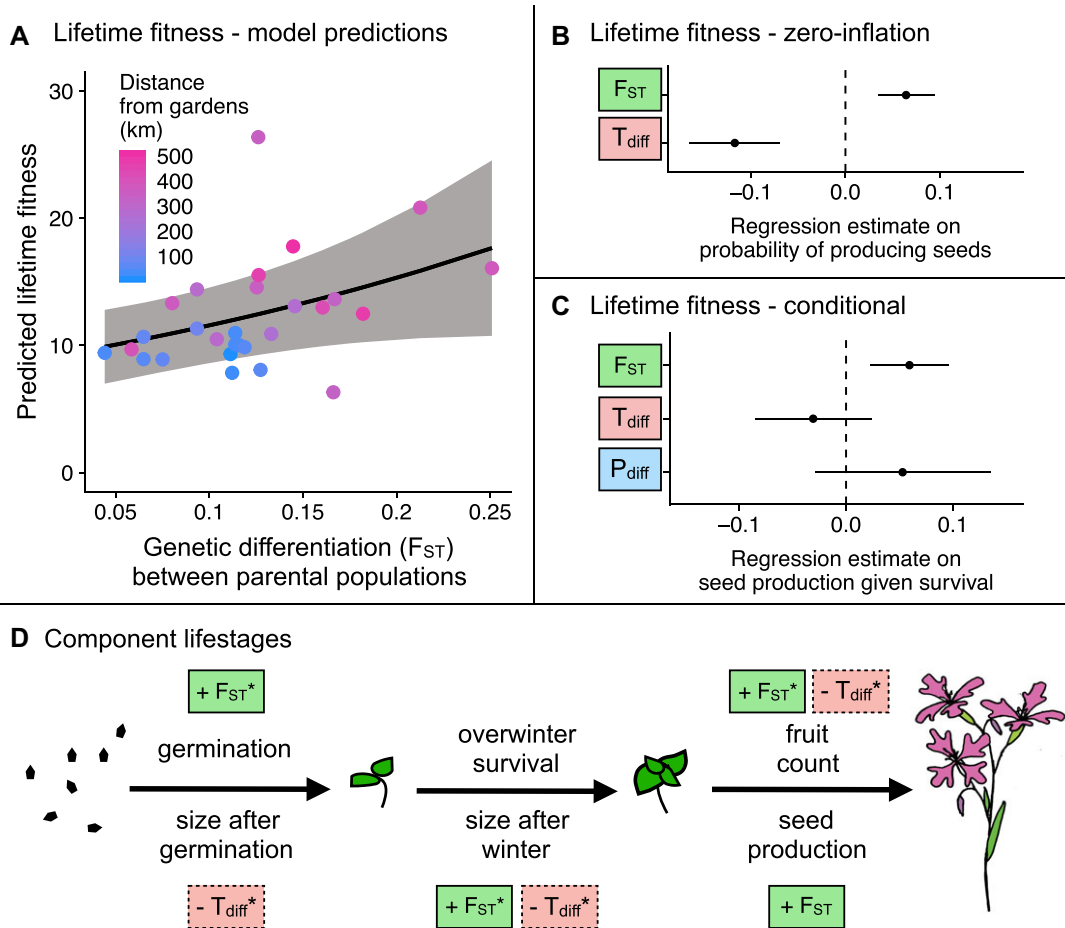 A Lifetime fitness - model predictions
Distance
from gardens
(km)
500
400
300
200
100
30
20
10
0
Predicted lifetime fitness
0.05 0.1 0.15 0.2 0.25
Genetic differentiation (FST)
between parental populations
B Lifetime fitness - zero-inflation
FST
Tdiff
−0.1 0.0 0.1
Regression estimate on
probability of producing seeds
C Lifetime fitness - conditional
FST
Tdiff
Pdiff
−0.1 0.0 0.1
Regression estimate on
seed production given survival
D Component lifestages
+ FST*
germination
size after
germination
- Tdiff*
overwinter
survival
size after
winter
+ FST* - Tdiff*
+ FST* - Tdiff*
fruit
count
seed
production
+ FST